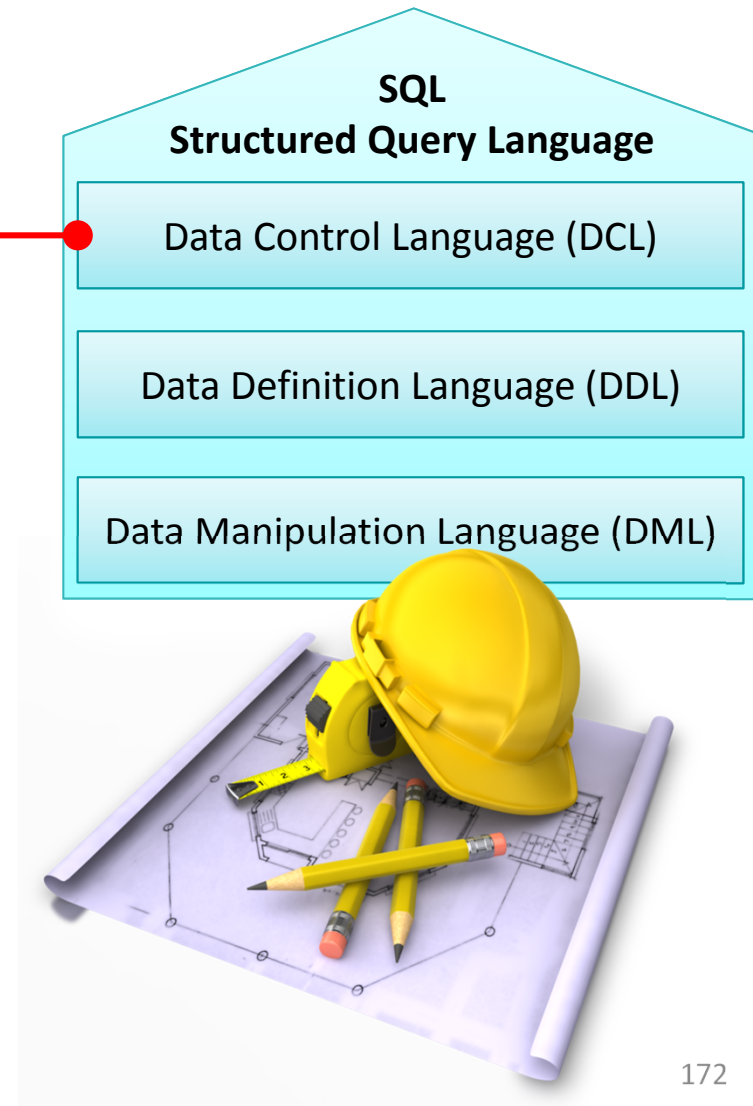 SQL
Structured Query Language
Data Control Language (DCL)
Data Definition Language (DDL)
Data Manipulation Language (DML)
172